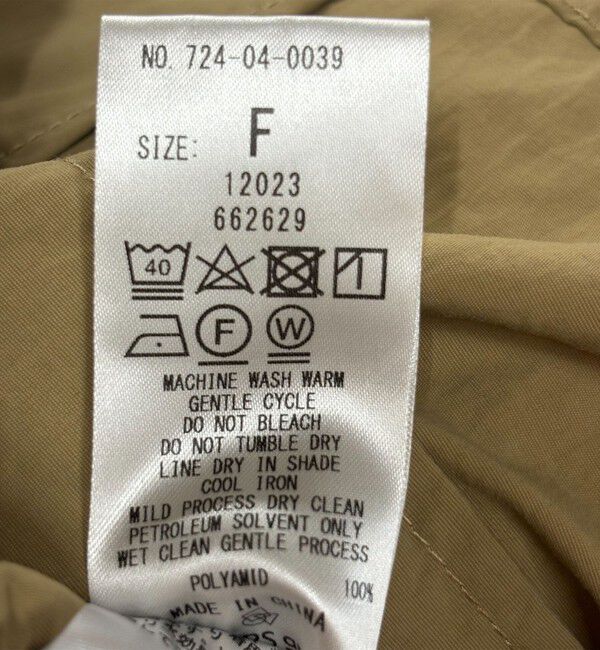 NO. 724-04-0039
SIZE: F
12023
662629
40
F W
MACHINE WASH WARM
GENTLE CYCLE
DO NOT BLEACH
DO NOT TUMBLE DRY
LINE DRY IN SHADE
COOL IRON
MILD PROCESS DRY CLEAN
PETROLEUM SOLVENT ONLY
WET CLEAN GENTLE PROCESS
POLYAMID 100%
MADE IN CHINA